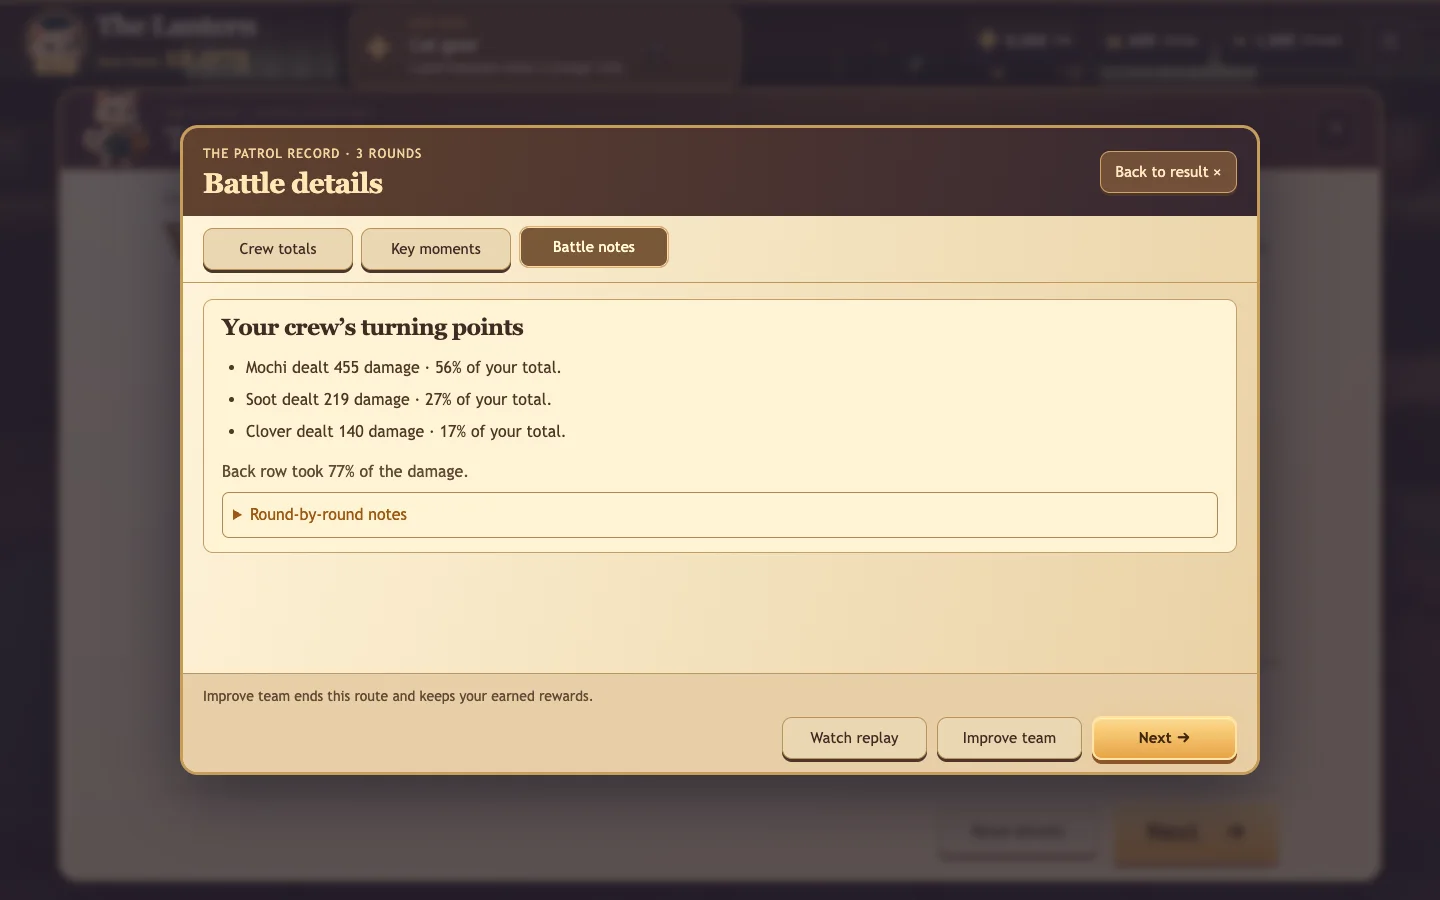 The Lantern
THE PATROL RECORD · 3 ROUNDS
Battle details
Back to result ×
Crew totals
Key moments
Battle notes
Your crew’s turning points
• Mochi dealt 455 damage · 56% of your total.
• Soot dealt 219 damage · 27% of your total.
• Clover dealt 140 damage · 17% of your total.
Back row took 77% of the damage.
▶ Round-by-round notes
Improve team ends this route and keeps your earned rewards.
Watch replay
Improve team
Next →
Next →